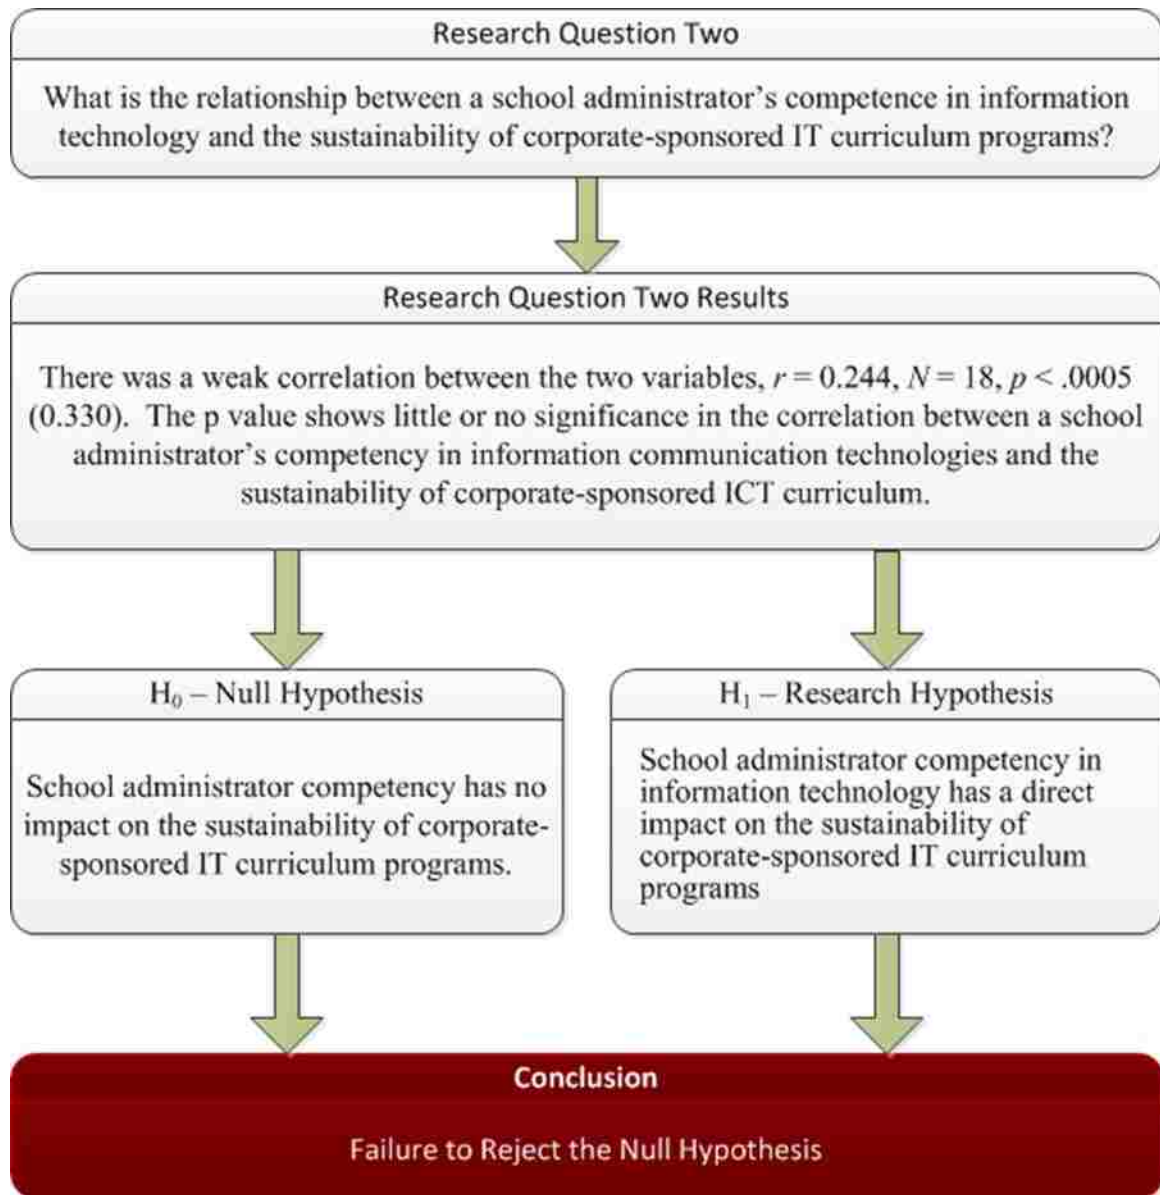 Research Question Two
What is the relationship between a school administrator’s competence in information
technology and the sustainability of corporate-sponsored IT curriculum programs?
Research Question Two Results
There was a weak correlation between the two variables, r = 0.244, N = 18, p < .0005
(0.330).  The p value shows little or no significance in the correlation between a school
administrator’s competency in information communication technologies and the
sustainability of corporate-sponsored ICT curriculum.
H₀ – Null Hypothesis
School administrator competency has no
impact on the sustainability of corporate-
sponsored IT curriculum programs.
H₁ – Research Hypothesis
School administrator competency in
information technology has a direct
impact on the sustainability of
corporate-sponsored IT curriculum
programs
Conclusion
Failure to Reject the Null Hypothesis